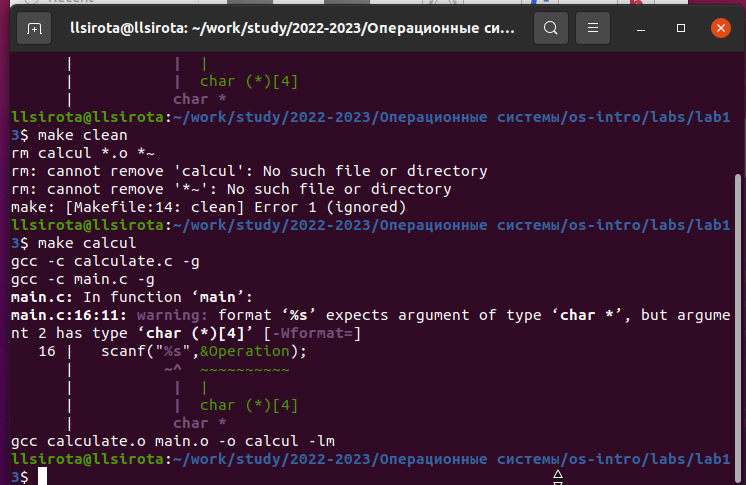 Recent
llsirota@llsirota: ~/work/study/2022-2023/Операционные си...
| | |
| | char (*)[4]
| char *
llsirota@llsirota:~/work/study/2022-2023/Операционные системы/os-intro/labs/lab1
3$ make clean
rm calcul *.o *~
rm: cannot remove 'calcul': No such file or directory
rm: cannot remove '*~': No such file or directory
make: [Makefile:14: clean] Error 1 (ignored)
llsirota@llsirota:~/work/study/2022-2023/Операционные системы/os-intro/labs/lab1
3$ make calcul
gcc -c calculate.c -g
gcc -c main.c -g
main.c: In function ‘main’:
main.c:16:11: warning: format ‘%s’ expects argument of type ‘char *’, but argume
nt 2 has type ‘char (*)[4]’ [-Wformat=]
16 | scanf("%s",&Operation);
| ~^ ~~~~~~~~~~
| | |
| | char (*)[4]
| char *
gcc calculate.o main.o -o calcul -lm
llsirota@llsirota:~/work/study/2022-2023/Операционные системы/os-intro/labs/lab1
3$